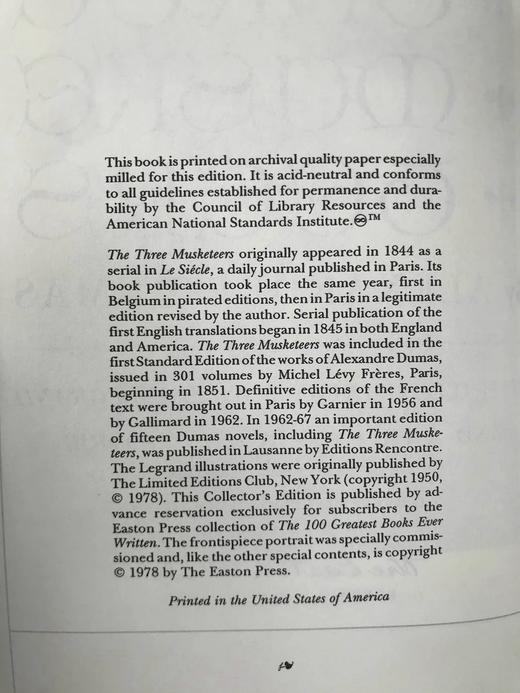 This book is printed on archival quality paper especially
milled for this edition. It is acid-neutral and conforms
to all guidelines established for permanence and dura-
bility by the Council of Library Resources and the
American National Standards Institute.♾™
The Three Musketeers originally appeared in 1844 as a
serial in Le Siécle, a daily journal published in Paris. Its
book publication took place the same year, first in
Belgium in pirated editions, then in Paris in a legitimate
edition revised by the author. Serial publication of the
first English translations began in 1845 in both England
and America. The Three Musketeers was included in the
first Standard Edition of the works of Alexandre Dumas,
issued in 301 volumes by Michel Lévy Frères, Paris,
beginning in 1851. Definitive editions of the French
text were brought out in Paris by Garnier in 1956 and
by Gallimard in 1962. In 1962-67 an important edition
of fifteen Dumas novels, including The Three Muske-
teers, was published in Lausanne by Editions Rencontre.
The Legrand illustrations were originally published by
The Limited Editions Club, New York (copyright 1950,
© 1978). This Collector's Edition is published by ad-
vance reservation exclusively for subscribers to the
Easton Press collection of The 100 Greatest Books Ever
Written. The frontispiece portrait was specially commis-
sioned and, like the other special contents, is copyright
© 1978 by The Easton Press.
Printed in the United States of America